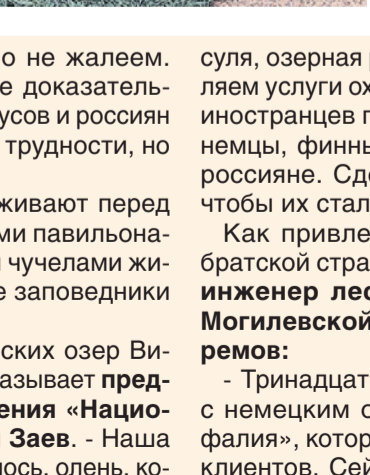 о не жалеем.
е доказатель-
усов и россиян
трудности, но
живают перед
ми павильона-
чучелами жи-
е заповедники
ских озер Ви-
азывает пред-
ения «Нацио-
Заев. - Наша
лось, олень, ко-
суля, озерная
ляем услуги ох
иностранцев
немцы, финны
россияне. Сде
чтобы их стал
Как привле
братской стра
инженер лес
Могилевской
ремов:
- Тринадцат
с немецким о
фалия», котор
клиентов. Сей